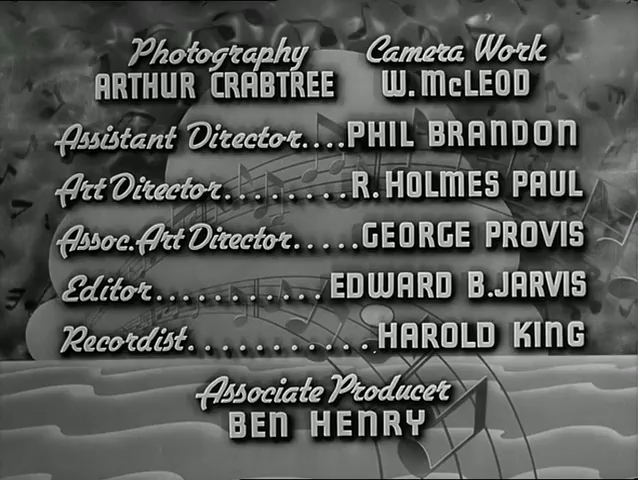 Photography Camera Work
ARTHUR CRABTREE W. McLEOD
Assistant Director....PHIL BRANDON
Art Director........R. HOLMES PAUL
Assoc. Art Director.....GEORGE PROVIS
Editor............EDWARD B. JARVIS
Recordist.............HAROLD KING
Associate Producer
BEN HENRY